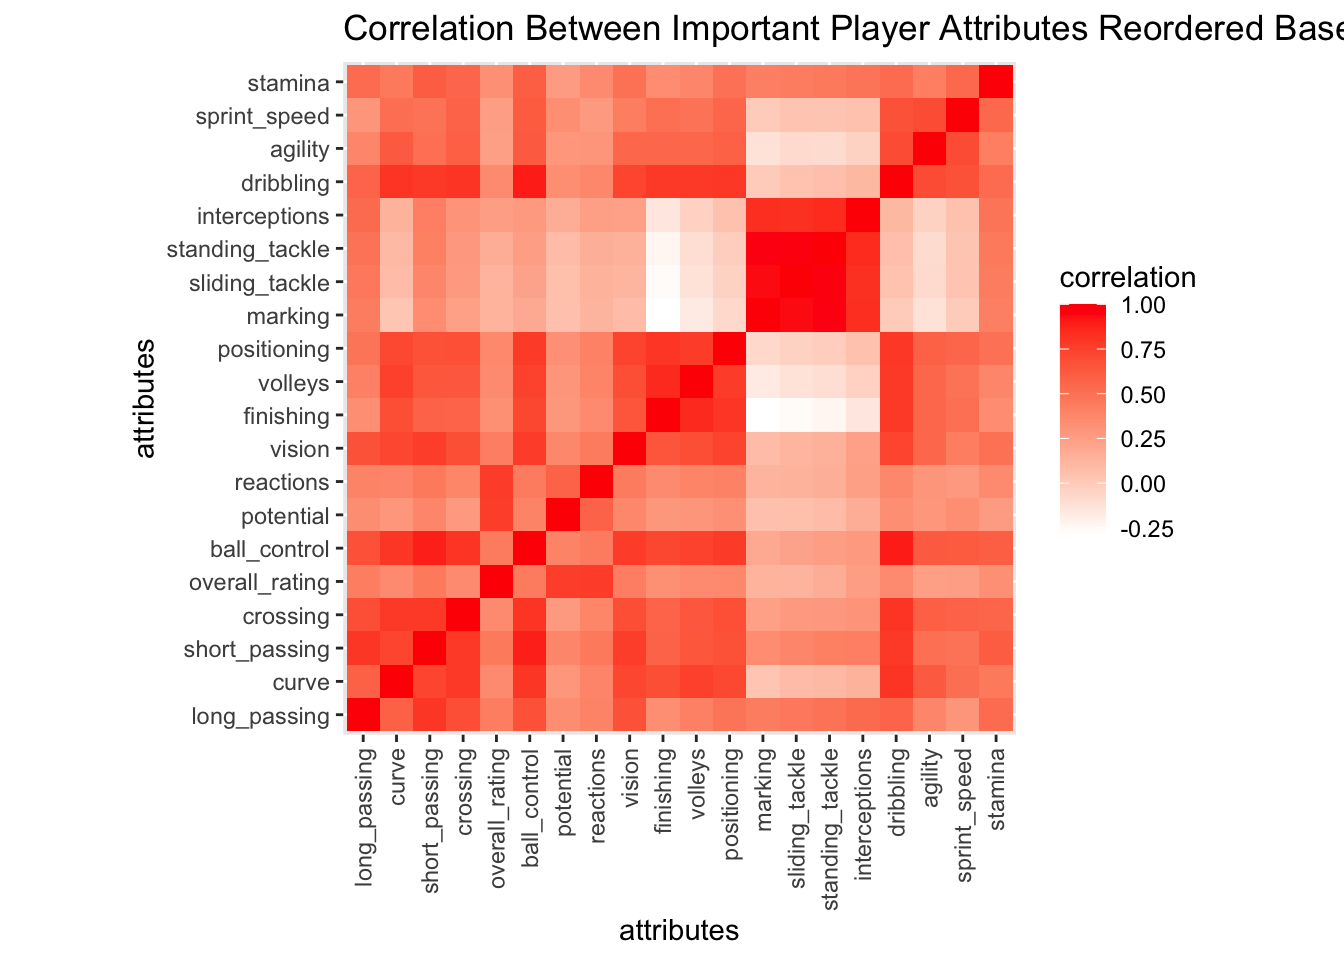 Correlation Between Important Player Attributes Reordered Base
stamina
sprint_speed
agility
dribbling
interceptions
standing_tackle
sliding_tackle
marking
positioning
volleys
finishing
vision
reactions
potential
ball_control
overall_rating
crossing
short_passing
curve
long_passing
attributes
long_passing
curve
short_passing
crossing
overall_rating
ball_control
potential
reactions
vision
finishing
volleys
positioning
marking
sliding_tackle
standing_tackle
interceptions
dribbling
agility
sprint_speed
stamina
attributes
correlation
1.00
0.75
0.50
0.25
0.00
-0.25